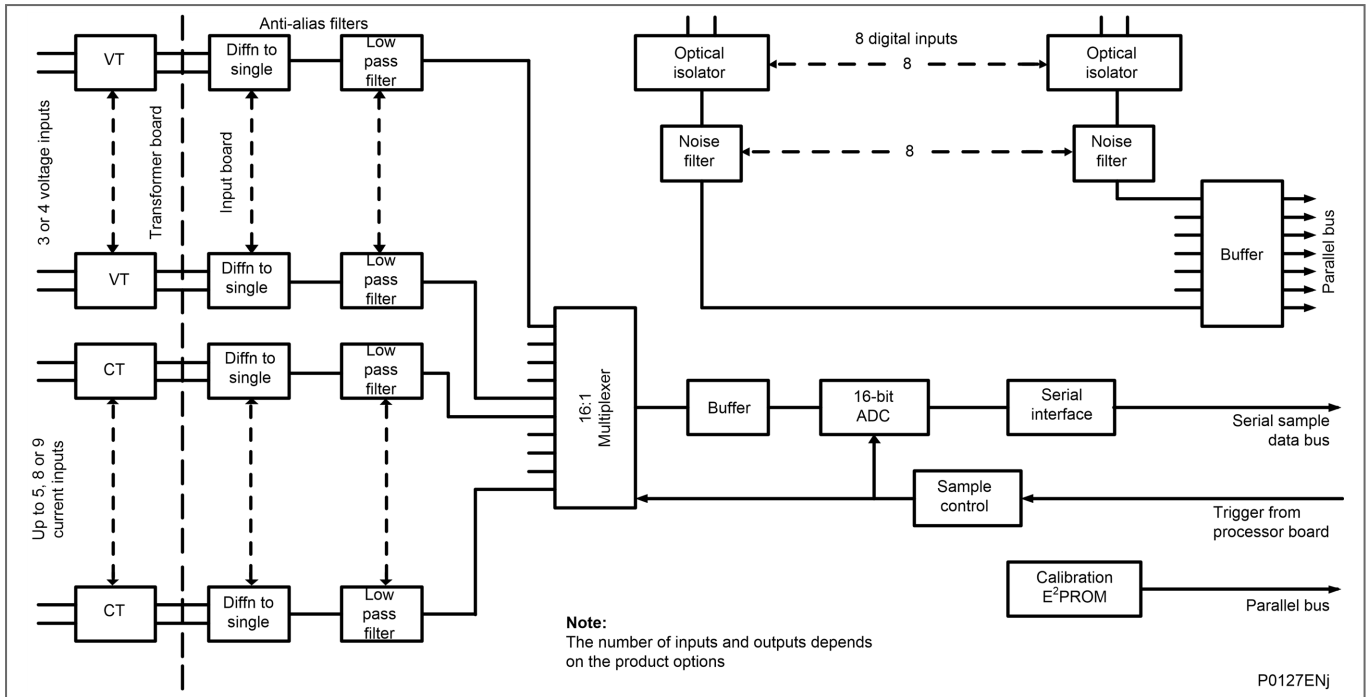 Anti-alias filters
VT
Diffn to
single
Low
pass
filter
3 or 4 voltage inputs
Transformer board
Input board
VT
Diffn to
single
Low
pass
filter
CT
Diffn to
single
Low
pass
filter
Up to 5, 8 or 9
current inputs
CT
Diffn to
single
Low
pass
filter
16:1
Multiplexer
Optical
isolator
8 digital inputs
8
Optical
isolator
Noise
filter
8
Noise
filter
Buffer
Parallel bus
Buffer
16-bit
ADC
Serial
interface
Serial sample
data bus
Sample
control
Trigger from
processor board
Calibration
E²PROM
Parallel bus
Note:
The number of inputs and outputs depends
on the product options
P0127ENj